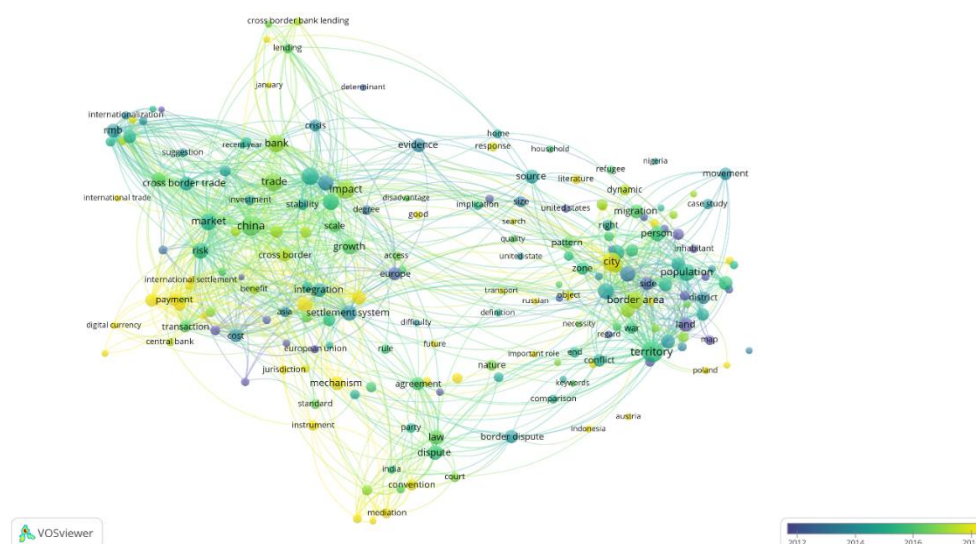 cross border bank lending
lending
january
determinant
internationalization
rmb
crisis
home
suggestion
recent year
bank
evidence
response
household
nigeria
refugee
movement
cross border trade
trade
impact
source
literature
dynamic
international trade
investment
stability
degree
disadvantage
implication
size
united states
migration
case study
market
china
scale
good
search
right
person
risk
growth
access
quality
pattern
inhabitant
cross border
united state
zone
city
population
international settlement
benefit
integration
europe
transport
object
side
payment
russian
border area
district
digital currency
transaction
asia
settlement system
difficulty
definition
necessity
war
land
central bank
cost
regard
map
european union
rule
future
important role
end
conflict
territory
jurisdiction
nature
poland
mechanism
agreement
keywords
standard
comparison
instrument
party
law
border dispute
indonesia
austria
dispute
india
convention
court
mediation
VOSviewer
2012
2014
2016